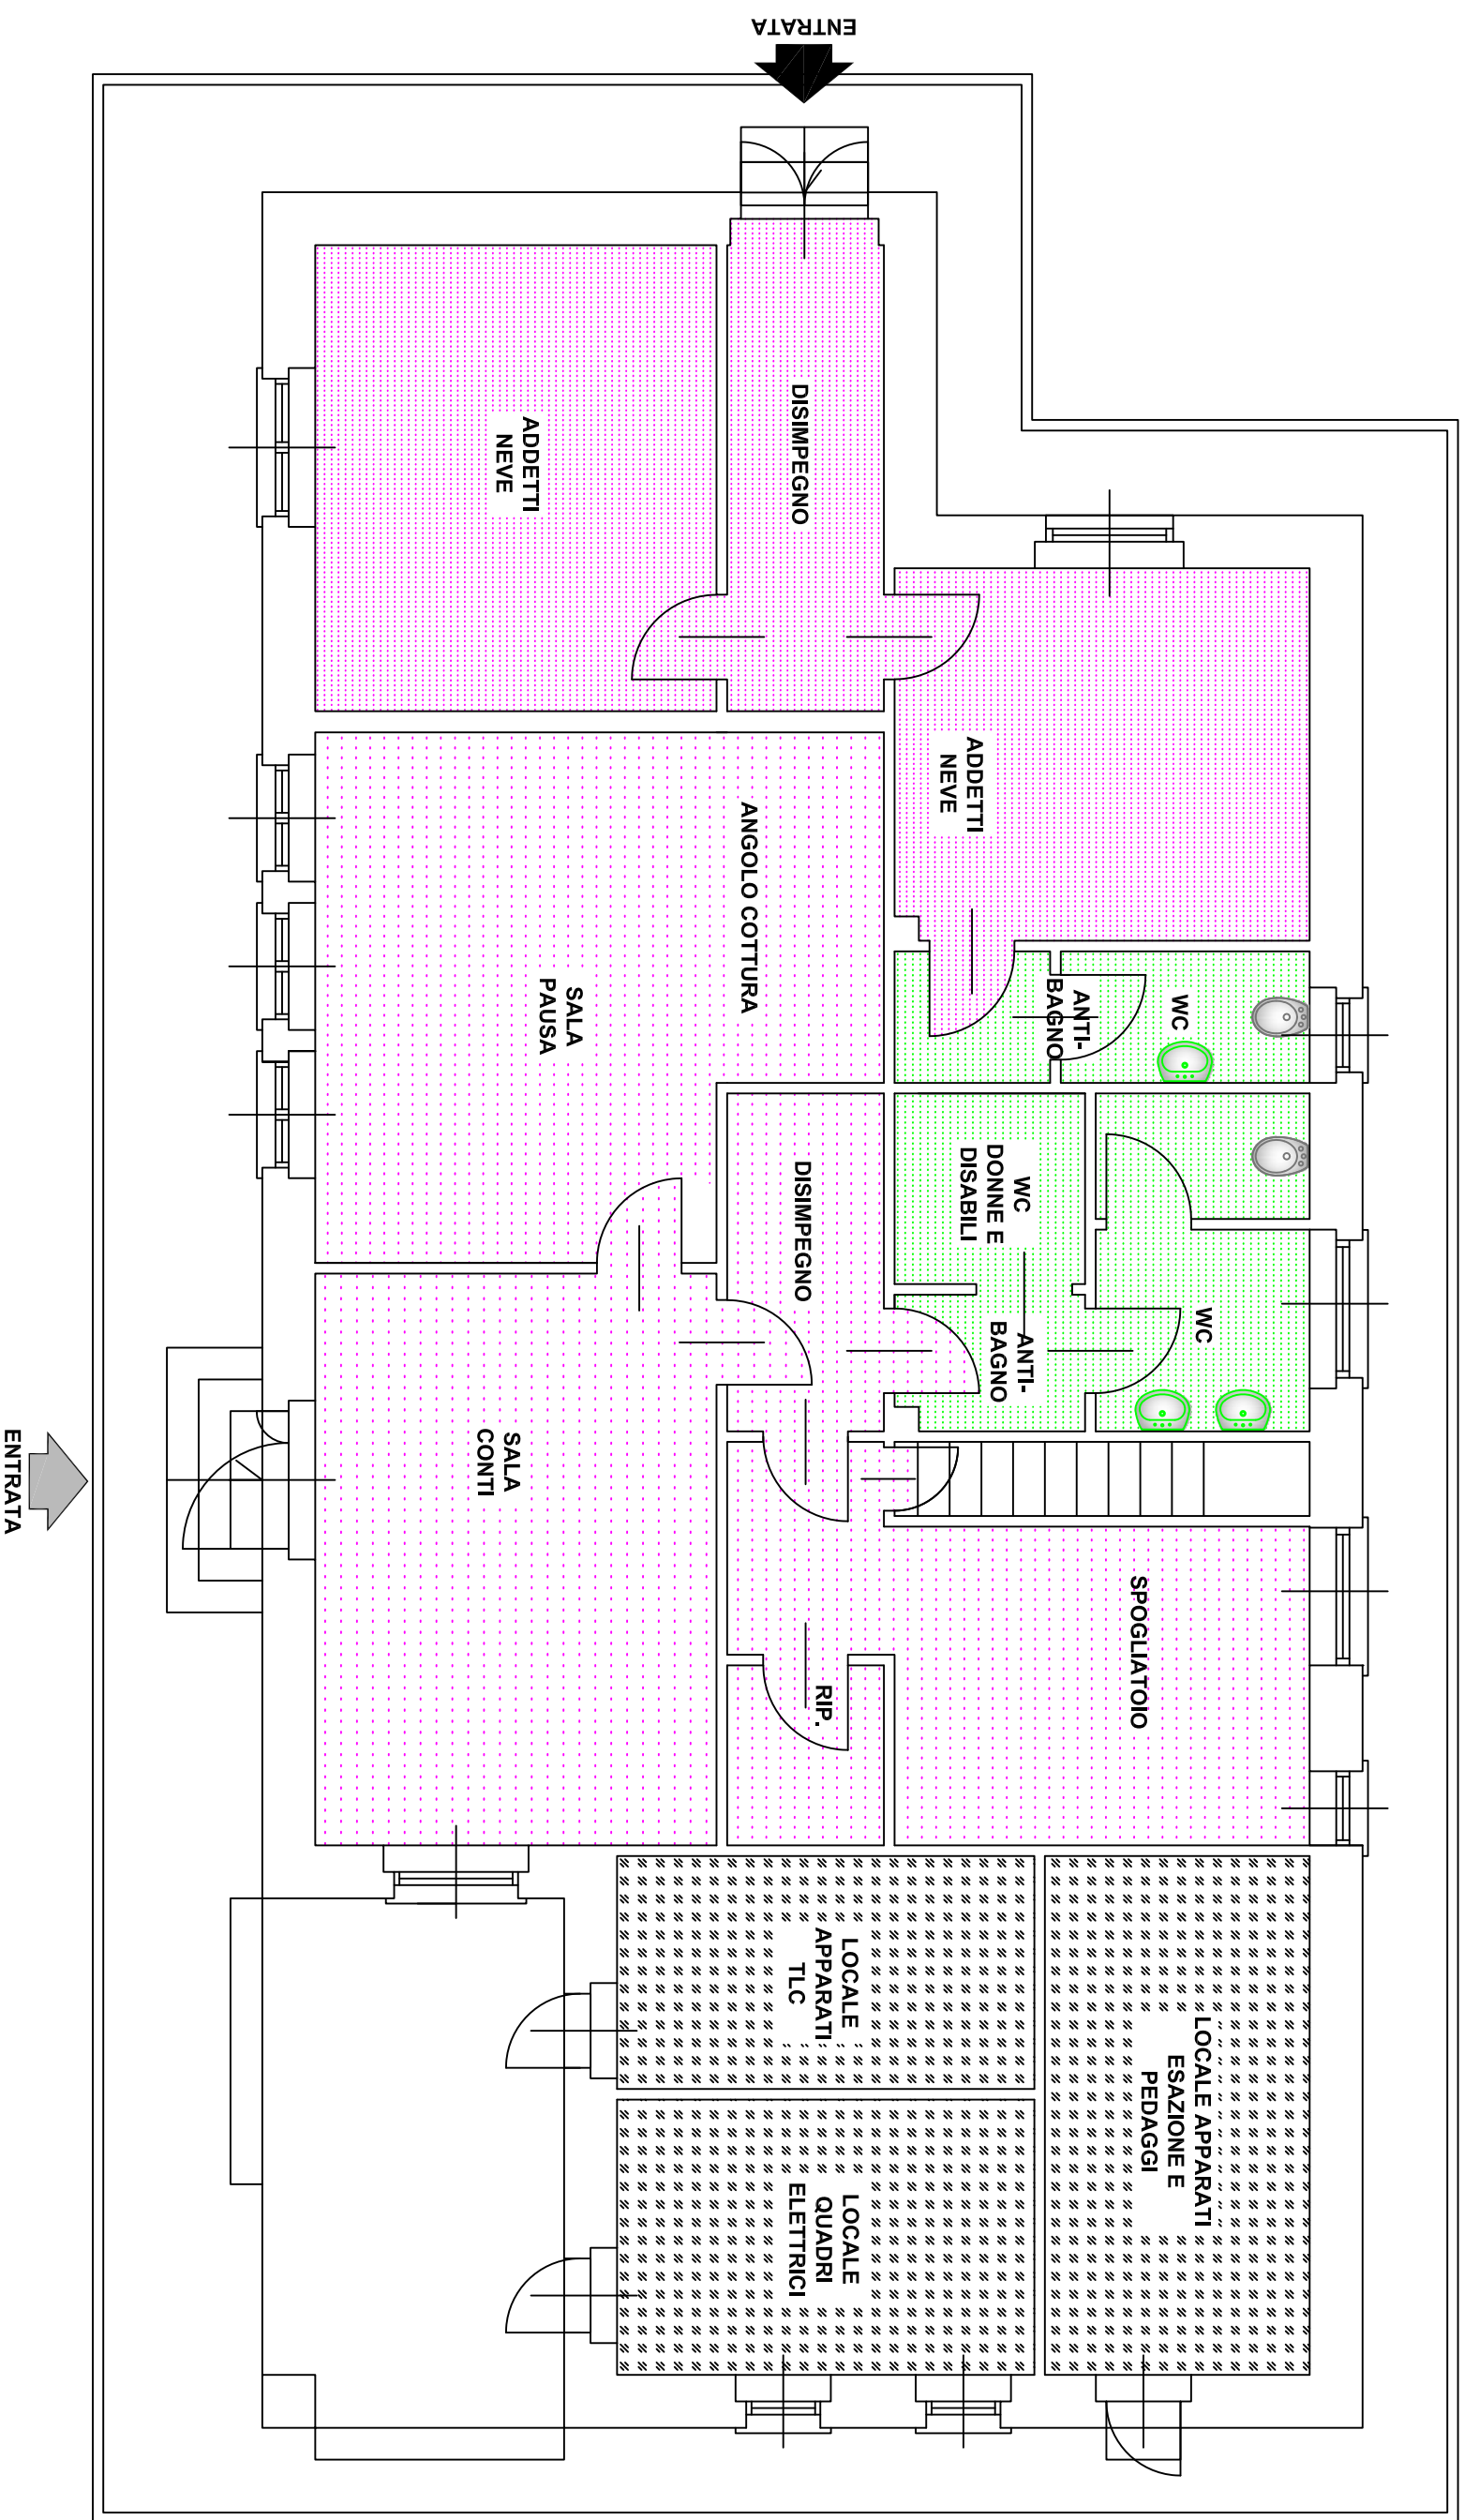 ENTRATA
DISIMPEGNO
ADDETTI
NEVE
ADDETTI
NEVE
ANGOLO COTTURA
SALA
PAUSA
ANTI-
BAGNO
WC
WC
DONNE E
DISABILI
DISIMPEGNO
WC
ANTI-
BAGNO
SALA
CONTI
ENTRATA
SPOGLIATOIO
RIP.
LOCALE
APPARATI
TLC
LOCALE APPARATI
ESAZIONE E
PEDAGGI
LOCALE
QUADRI
ELETTRICI